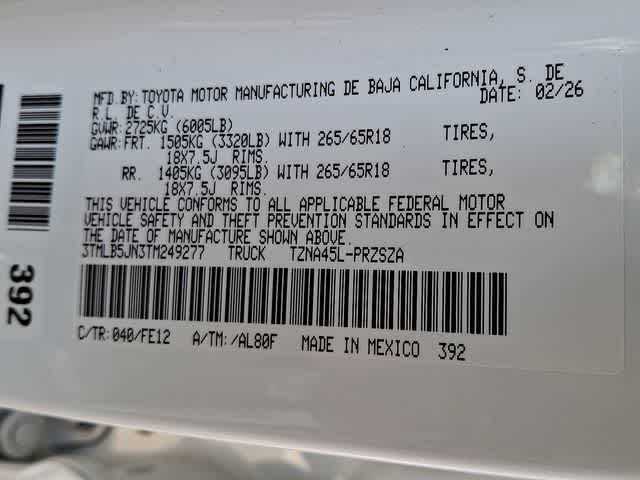 MFD.BY:TOYOTA MOTOR MANUFACTURING DE BAJA CALIFORNIA, S. DE
R.L. DE C.V. DATE: 02/26
GVWR:2725KG (6005LB)
GAWR:FRT. 1505KG (3320LB) WITH 265/65R18 TIRES,
18X7.5J RIMS.
RR. 1405KG (3095LB) WITH 265/65R18 TIRES,
18X7.5J RIMS.
THIS VEHICLE CONFORMS TO ALL APPLICABLE FEDERAL MOTOR
VEHICLE SAFETY AND THEFT PREVENTION STANDARDS IN EFFECT ON
THE DATE OF MANUFACTURE SHOWN ABOVE.
3TMLB5JN3TM249277 TRUCK TZNA45L-PRZSZA
C/TR:040/FE12 A/TM:/AL80F MADE IN MEXICO 392
392